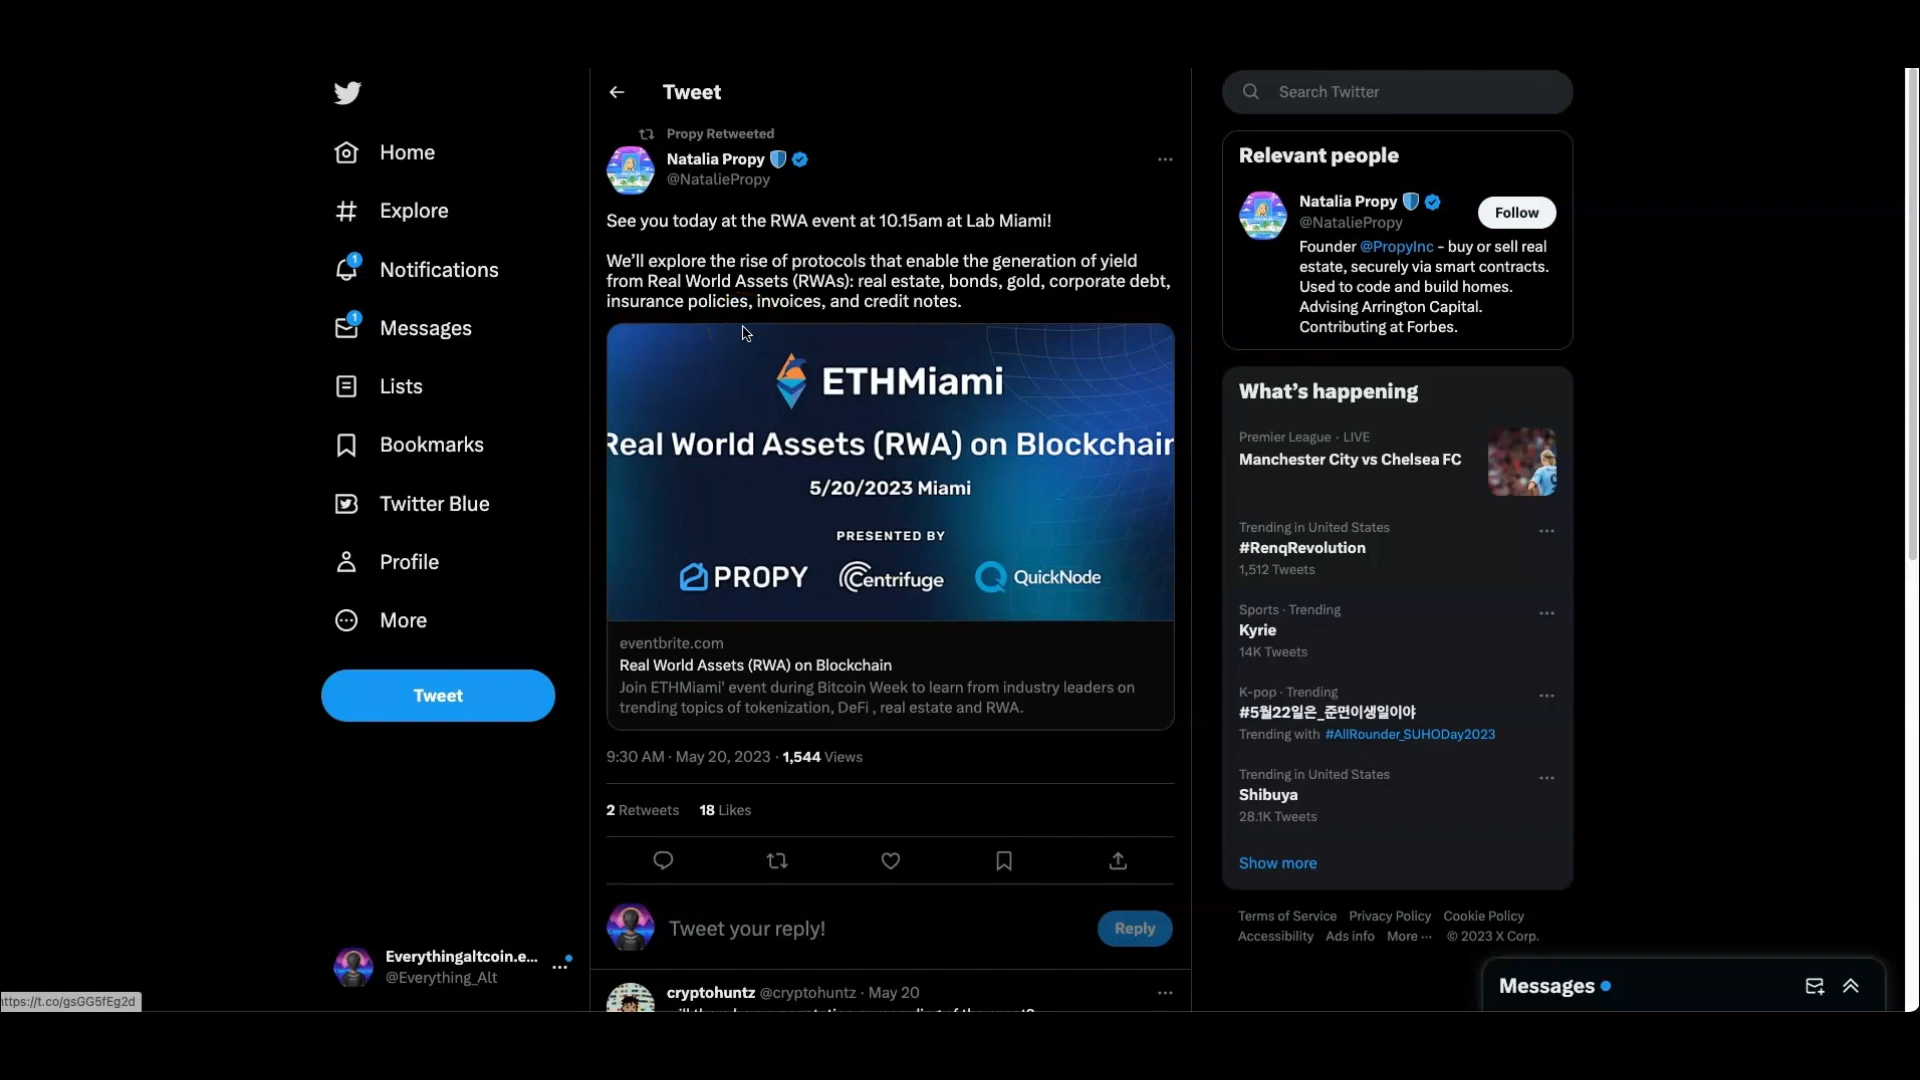 Home
Explore
1
Notifications
1
Messages
Lists
Bookmarks
Twitter Blue
Profile
More
Tweet
Everythingaltcoin.e...
@Everything_Alt
https://t.co/gsGG5fEg2d
Tweet
Propy Retweeted
Natalia Propy
@NataliePropy
See you today at the RWA event at 10.15am at Lab Miami!
We'll explore the rise of protocols that enable the generation of yield
from Real World Assets (RWAs): real estate, bonds, gold, corporate debt,
insurance policies, invoices, and credit notes.
ETHMiami
Real World Assets (RWA) on Blockchain
5/20/2023 Miami
PRESENTED BY
PROPY Centrifuge QuickNode
eventbrite.com
Real World Assets (RWA) on Blockchain
Join ETHMiami' event during Bitcoin Week to learn from industry leaders on
trending topics of tokenization, DeFi , real estate and RWA.
9:30 AM · May 20, 2023 · 1,544 Views
2 Retweets 18 Likes
Tweet your reply!
Reply
cryptohuntz @cryptohuntz · May 20
Search Twitter
Relevant people
Natalia Propy
@NataliePropy
Follow
Founder @PropyInc - buy or sell real
estate, securely via smart contracts.
Used to code and build homes.
Advising Arrington Capital.
Contributing at Forbes.
What's happening
Premier League · LIVE
Manchester City vs Chelsea FC
Trending in United States
#RenqRevolution
1,512 Tweets
Sports · Trending
Kyrie
14K Tweets
K-pop · Trending
#5월22일은_준면이생일이야
Trending with #AllRounder_SUHODay2023
Trending in United States
Shibuya
28.1K Tweets
Show more
Terms of Service Privacy Policy Cookie Policy
Accessibility Ads info More ··· © 2023 X Corp.
Messages